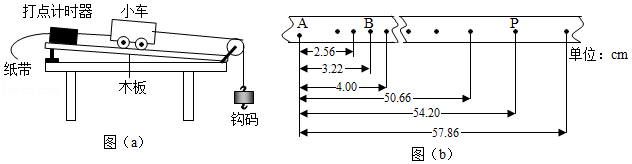 打点计时器
小车
纸带
木板
钩码
图（a）
A
B
P
单位：cm
2.56
3.22
4.00
50.66
54.20
57.86
图（b）